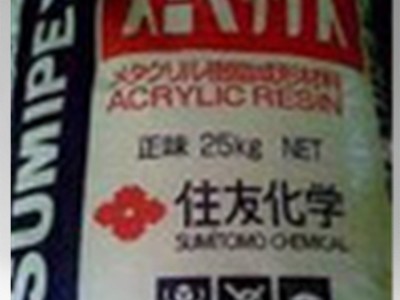 SUMIPE
スミペックス
メタクリル樹脂成形材料
ACRYLIC RESIN
正味 25kg NET
住友化学
SUMITOMO CHEMICAL